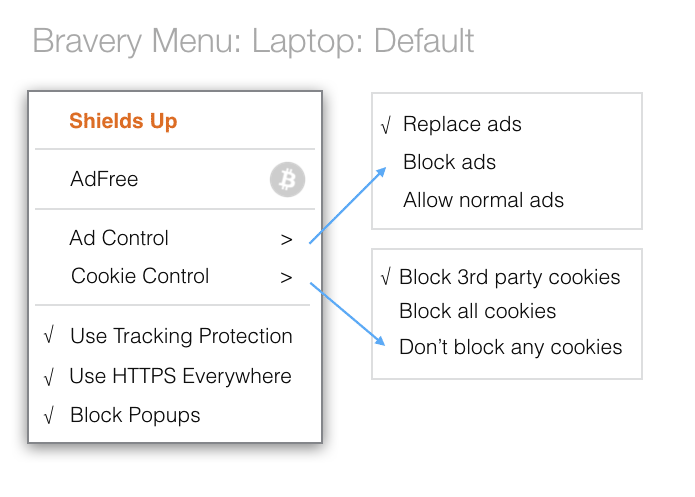 Bravery Menu: Laptop: Default
Shields Up
AdFree
Ad Control >
Cookie Control >
√ Use Tracking Protection
√ Use HTTPS Everywhere
√ Block Popups
√ Replace ads
Block ads
Allow normal ads
√ Block 3rd party cookies
Block all cookies
Don’t block any cookies